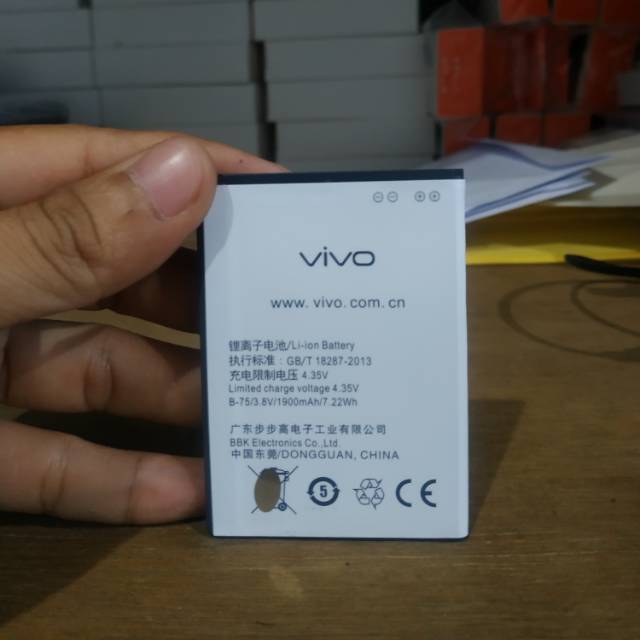 vivo
www.vivo.com.cn
锂离子电池/Li-ion Battery
执行标准：GB/T 18287-2013
充电限制电压 4.35V
Limited charge voltage 4.35V
B-75/3.8V/1900mAh/7.22Wh
广东步步高电子工业有限公司
BBK Electronics Co.,Ltd.
中国东莞/DONGGUAN, CHINA
5
CE